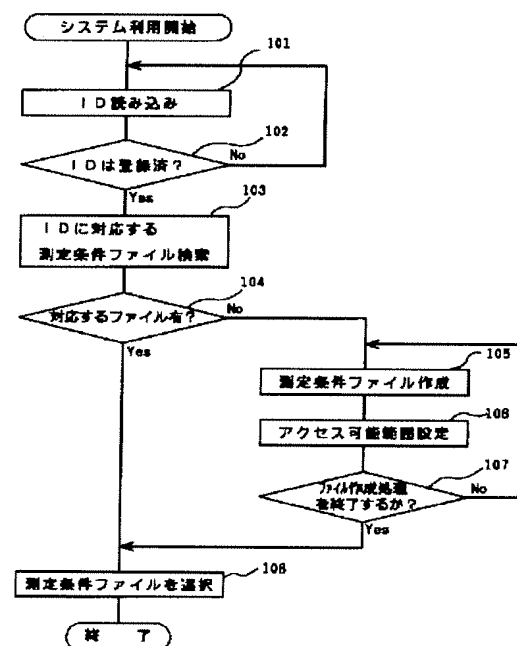 システム利用開始
101
ID読み込み
102
IDは登録済?
No
Yes
103
IDに対応する
測定条件ファイル検索
104
対応するファイル有?
No
Yes
105
測定条件ファイル作成
106
アクセス可能範囲設定
107
ファイル作成処理
を終了するか?
No
Yes
108
測定条件ファイルを選択
終 了